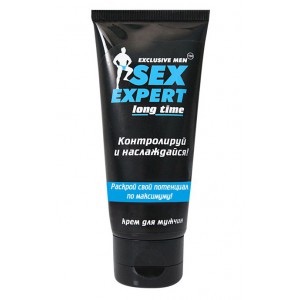 EXCLUSIVE MEN
SEX
EXPERT
long time
Контролируй
и наслаждайся!
Раскрой свой потенциал
по максимуму!
крем для мужчин